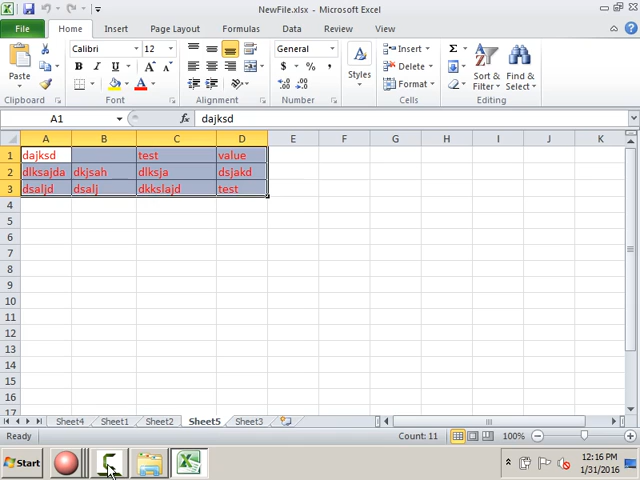 NewFile.xlsx - Microsoft Excel
File Home Insert Page Layout Formulas Data Review View
Paste
Clipboard
Calibri 12
B I U A A
Font
Alignment
General
$ % ,
Number
Styles
Insert
Delete
Format
Cells
Σ
Sort & Filter
Find & Select
Editing
A1 fx dajksd
A B C D E F G H I J K
1 dajksd test value
2 dlksajda dkjsah dlksja dsjakd
3 dsaljd dsalj dkkslajd test
4
5
6
7
8
9
10
11
12
13
14
15
16
17
Sheet4 Sheet1 Sheet2 Sheet5 Sheet3
Ready Count: 11 100%
Start
12:16 PM
1/31/2016